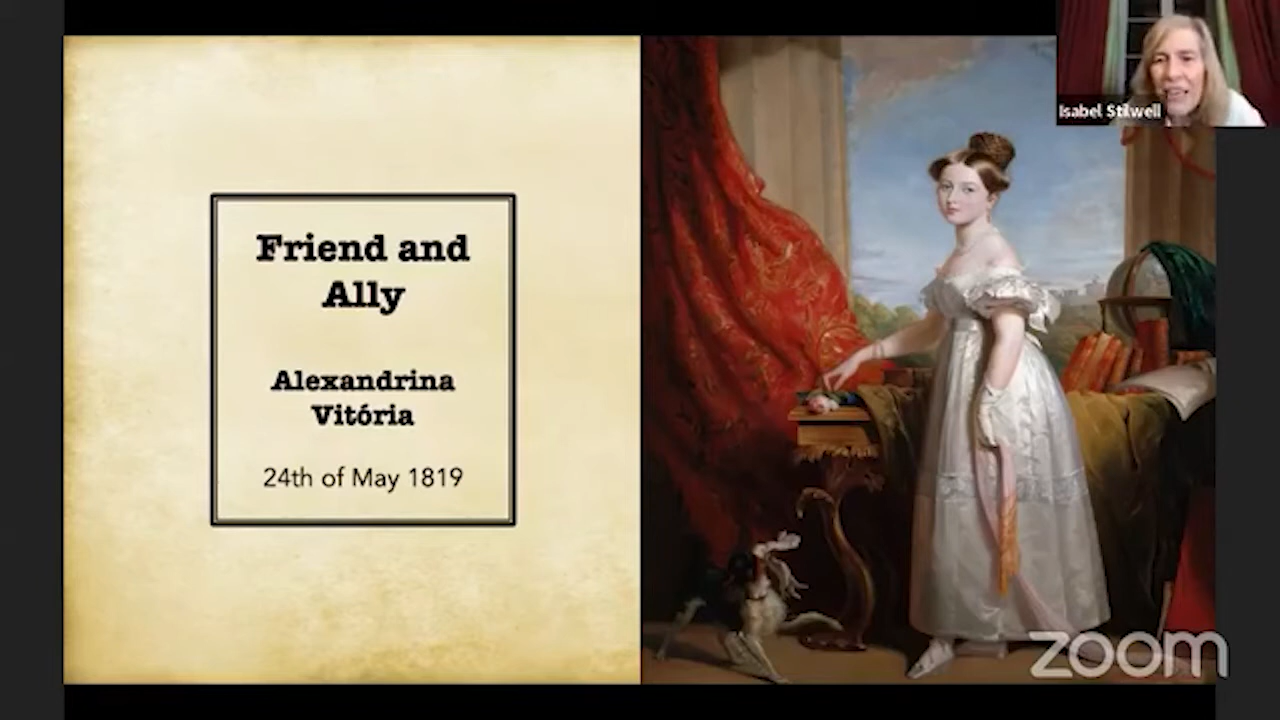 Friend and
Ally
Alexandrina
Vitória
24th of May 1819
Isabel Stilwell
zoom